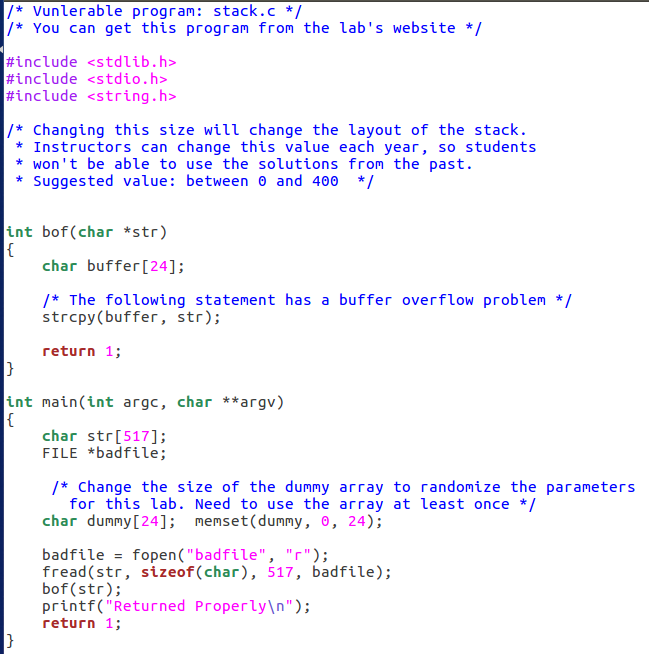 /* Vunlerable program: stack.c */
/* You can get this program from the lab's website */
#include <stdlib.h>
#include <stdio.h>
#include <string.h>
/* Changing this size will change the layout of the stack.
 * Instructors can change this value each year, so students
 * won't be able to use the solutions from the past.
 * Suggested value: between 0 and 400  */
int bof(char *str)
{
    char buffer[24];
    /* The following statement has a buffer overflow problem */
    strcpy(buffer, str);
    return 1;
}
int main(int argc, char **argv)
{
    char str[517];
    FILE *badfile;
     /* Change the size of the dummy array to randomize the parameters
       for this lab. Need to use the array at least once */
    char dummy[24];  memset(dummy, 0, 24);
    badfile = fopen("badfile", "r");
    fread(str, sizeof(char), 517, badfile);
    bof(str);
    printf("Returned Properly\n");
    return 1;
}